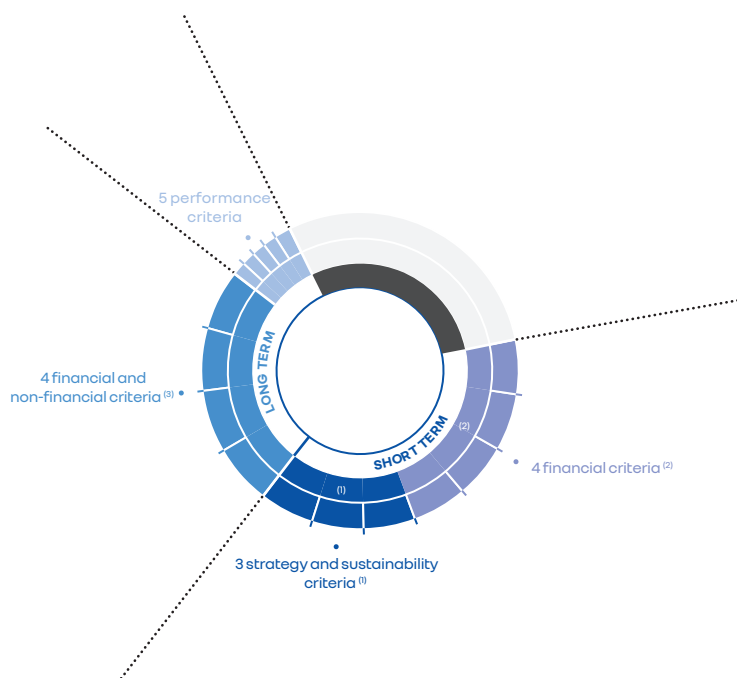 5 performance
criteria
LONG TERM
4 financial and
non-financial criteria (3)
SHORT TERM
(2)
4 financial criteria (2)
(1)
3 strategy and sustainability
criteria (1)